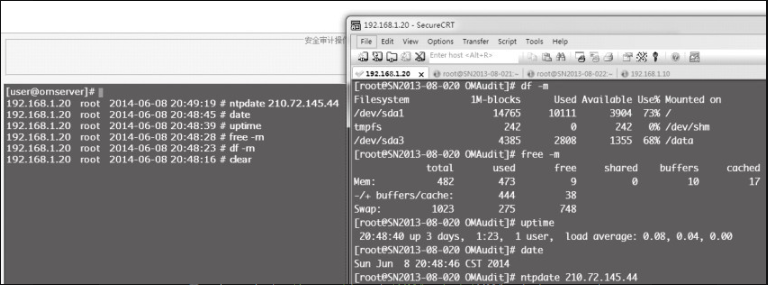 安全审计操
[user@omserver]#
192.168.1.20 root 2014-06-08 20:49:19 # ntpdate 210.72.145.44
192.168.1.20 root 2014-06-08 20:48:45 # date
192.168.1.20 root 2014-06-08 20:48:39 # uptime
192.168.1.20 root 2014-06-08 20:48:28 # free -m
192.168.1.20 root 2014-06-08 20:48:23 # df -m
192.168.1.20 root 2014-06-08 20:48:16 # clear
192.168.1.20 - SecureCRT
File Edit View Options Transfer Script Tools Help
Enter host <Alt+R>
192.168.1.20 x root@SN2013-08-021:~ root@SN2013-08-022:~ 192.168.1.10
[root@SN2013-08-020 OMAudit]# df -m
Filesystem 1M-blocks Used Available Use% Mounted on
/dev/sda1 14765 10111 3904 73% /
tmpfs 242 0 242 0% /dev/shm
/dev/sda3 4385 2808 1355 68% /data
[root@SN2013-08-020 OMAudit]# free -m
total used free shared buffers cached
Mem: 482 473 9 0 10 17
-/+ buffers/cache: 444 38
Swap: 1023 275 748
[root@SN2013-08-020 OMAudit]# uptime
20:48:40 up 3 days, 1:23, 1 user, load average: 0.08, 0.04, 0.00
[root@SN2013-08-020 OMAudit]# date
Sun Jun 8 20:48:46 CST 2014
[root@SN2013-08-020 OMAudit]# ntpdate 210.72.145.44